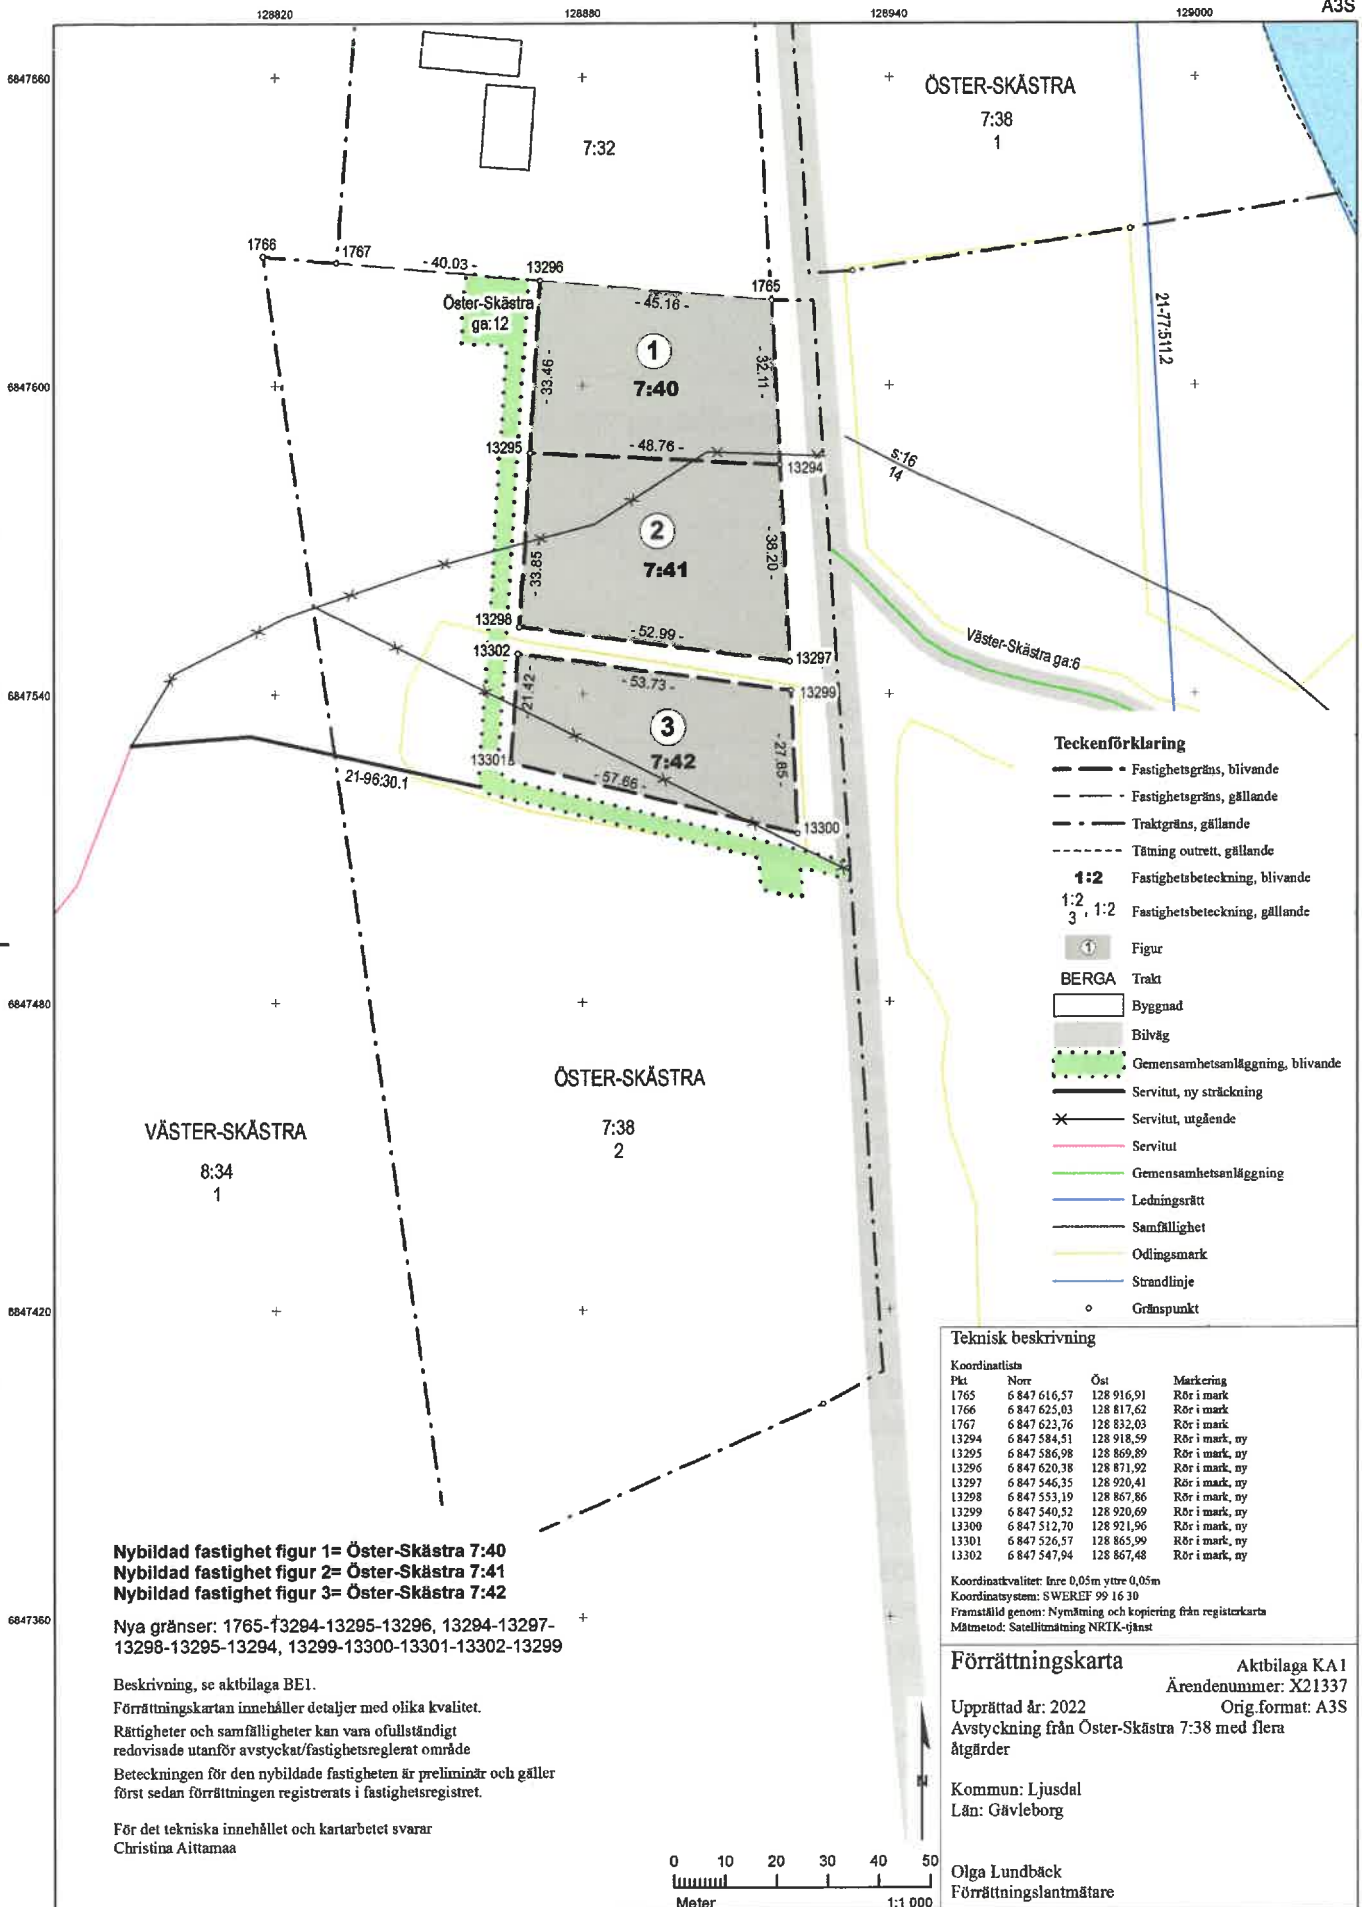 A3S
128820
128880
128940
129000
6847660
ÖSTER-SKÄSTRA
7:38
1
7:32
1766
1767
- 40.03 -
13296
1765
- 45.16 -
Öster-Skästra
ga:12
1
7:40
- 33.46 -
- 32.11 -
21-77:511.2
6847600
13295
- 48.76 -
13294
s:16
14
2
7:41
- 33.85 -
- 38.20 -
13298
- 52.99 -
13297
Väster-Skästra ga:6
13302
- 53.73 -
13299
6847540
- 21.42 -
3
7:42
- 27.85 -
13301
- 57.66 -
21-96:30.1
13300
Teckenförklaring
Fastighetsgräns, blivande
Fastighetsgräns, gällande
Traktgräns, gällande
Tätning outrett, gällande
1:2 Fastighetsbeteckning, blivande
1:2
3 , 1:2 Fastighetsbeteckning, gällande
1 Figur
BERGA Trakt
Byggnad
Bilväg
Gemensamhetsanläggning, blivande
Servitut, ny sträckning
Servitut, utgående
Servitut
Gemensamhetsanläggning
Ledningsrätt
Samfällighet
Odlingsmark
Strandlinje
Gränspunkt
6847480
ÖSTER-SKÄSTRA
7:38
2
VÄSTER-SKÄSTRA
8:34
1
6847420
6847360
Teknisk beskrivning
Koordinatlista
Pkt Norr Öst Markering
1765 6 847 616,57 128 916,91 Rör i mark
1766 6 847 625,03 128 817,62 Rör i mark
1767 6 847 623,76 128 832,03 Rör i mark
13294 6 847 584,51 128 918,59 Rör i mark, ny
13295 6 847 586,98 128 869,89 Rör i mark, ny
13296 6 847 620,38 128 871,92 Rör i mark, ny
13297 6 847 546,35 128 920,41 Rör i mark, ny
13298 6 847 553,19 128 867,86 Rör i mark, ny
13299 6 847 540,52 128 920,69 Rör i mark, ny
13300 6 847 512,70 128 921,96 Rör i mark, ny
13301 6 847 526,57 128 865,99 Rör i mark, ny
13302 6 847 547,94 128 867,48 Rör i mark, ny
Koordinatkvalitet: Inre 0,05m yttre 0,05m
Koordinatsystem: SWEREF 99 16 30
Framställd genom: Nymätning och kopiering från registerkarta
Mätmetod: Satellitmätning NRTK-tjänst
Nybildad fastighet figur 1= Öster-Skästra 7:40
Nybildad fastighet figur 2= Öster-Skästra 7:41
Nybildad fastighet figur 3= Öster-Skästra 7:42
Nya gränser: 1765-13294-13295-13296, 13294-13297-
13298-13295-13294, 13299-13300-13301-13302-13299
Beskrivning, se aktbilaga BE1.
Förrättningskartan innehåller detaljer med olika kvalitet.
Rättigheter och samfälligheter kan vara ofullständigt
redovisade utanför avstyckat/fastighetsreglerat område
Beteckningen för den nybildade fastigheten är preliminär och gäller
först sedan förrättningen registrerats i fastighetsregistret.
För det tekniska innehållet och kartarbetet svarar
Christina Aittamaa
N
0 10 20 30 40 50
Meter 1:1 000
Förrättningskarta
Aktbilaga KA1
Ärendenummer: X21337
Upprättad år: 2022 Orig.format: A3S
Avstyckning från Öster-Skästra 7:38 med flera
åtgärder
Kommun: Ljusdal
Län: Gävleborg
Olga Lundbäck
Förrättningslantmätare